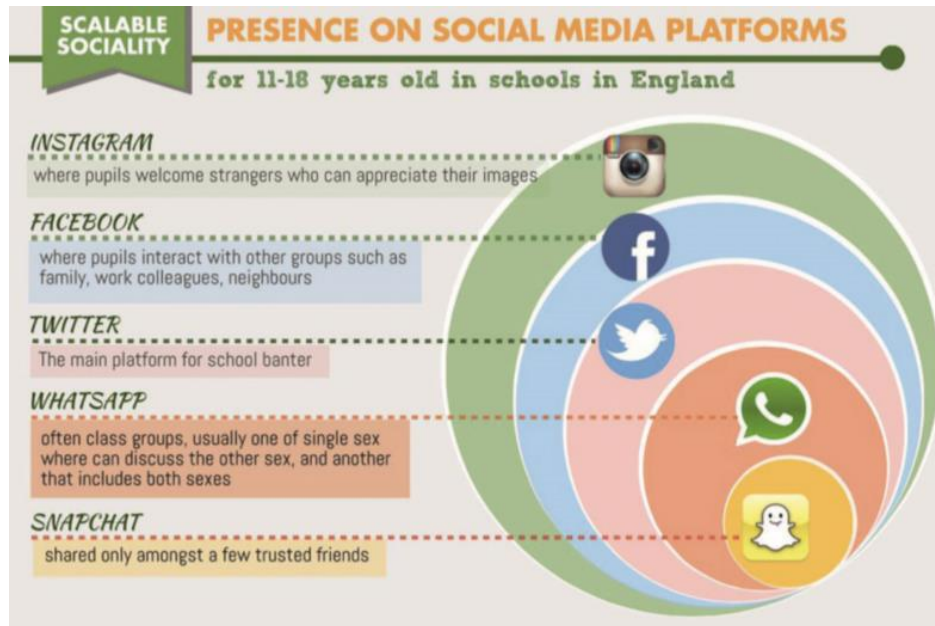 SCALABLE
SOCIALITY
PRESENCE ON SOCIAL MEDIA PLATFORMS
for 11-18 years old in schools in England
INSTAGRAM
where pupils welcome strangers who can appreciate their images
FACEBOOK
where pupils interact with other groups such as
family, work colleagues, neighbours
TWITTER
The main platform for school banter
WHATSAPP
often class groups, usually one of single sex
where can discuss the other sex, and another
that includes both sexes
SNAPCHAT
shared only amongst a few trusted friends